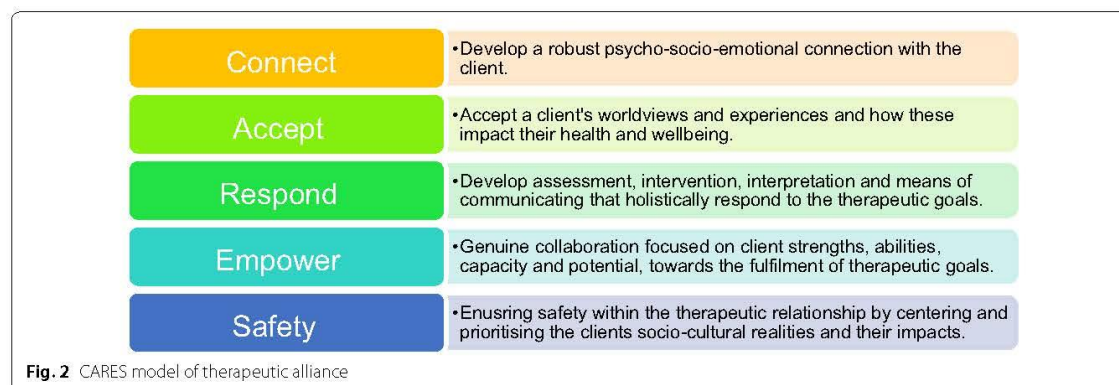 Connect
•Develop a robust psycho-socio-emotional connection with the
client.
Accept
•Accept a client's worldviews and experiences and how these
impact their health and wellbeing.
Respond
•Develop assessment, intervention, interpretation and means of
communicating that holistically respond to the therapeutic goals.
Empower
•Genuine collaboration focused on client strengths, abilities,
capacity and potential, towards the fulfilment of therapeutic goals.
Safety
•Enusring safety within the therapeutic relationship by centering and
prioritising the clients socio-cultural realities and their impacts.
Fig. 2 CARES model of therapeutic alliance